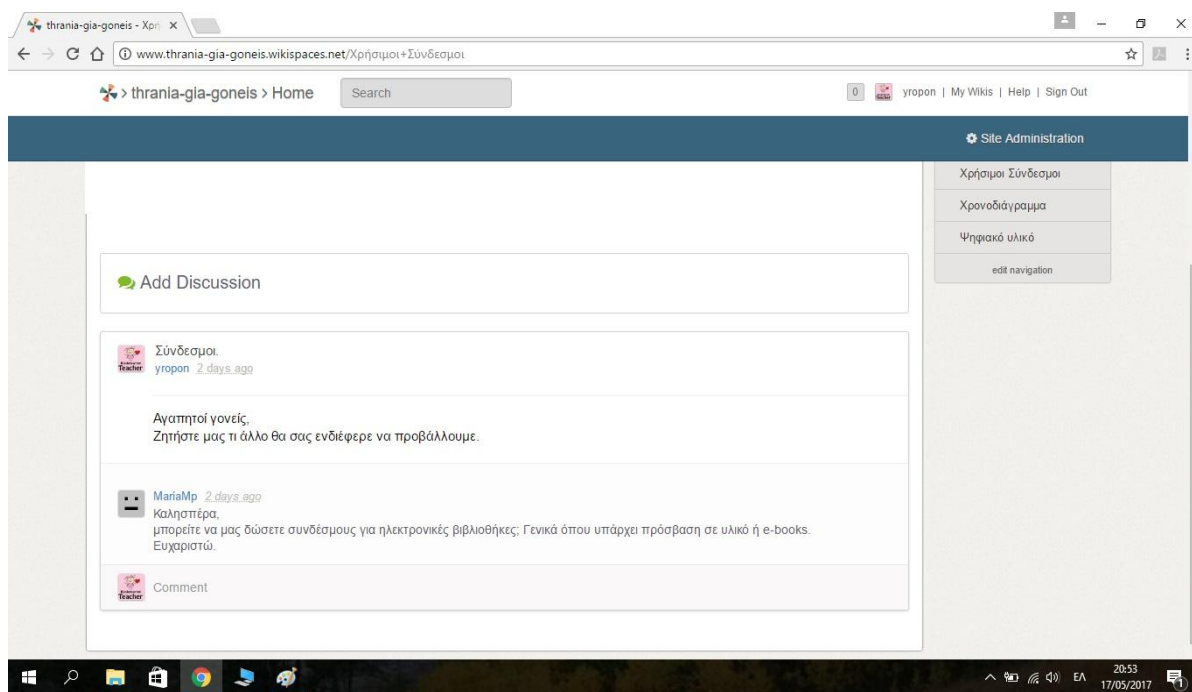 thrania-gia-goneis - Χρή
www.thrania-gia-goneis.wikispaces.net/Χρήσιμοι+Σύνδεσμοι
> thrania-gia-goneis > Home
Search
0 yropon | My Wikis | Help | Sign Out
Site Administration
Χρήσιμοι Σύνδεσμοι
Χρονοδιάγραμμα
Ψηφιακό υλικό
edit navigation
Add Discussion
Σύνδεσμοι.
yropon 2 days ago
Αγαπητοί γονείς,
Ζητήστε μας τι άλλο θα σας ενδιέφερε να προβάλλουμε.
MariaMp 2 days ago
Καλησπέρα,
μπορείτε να μας δώσετε συνδέσμους για ηλεκτρονικές βιβλιοθήκες; Γενικά όπου υπάρχει πρόσβαση σε υλικό ή e-books.
Ευχαριστώ.
Teacher
Comment
ΕΛ
20:53
17/05/2017
1